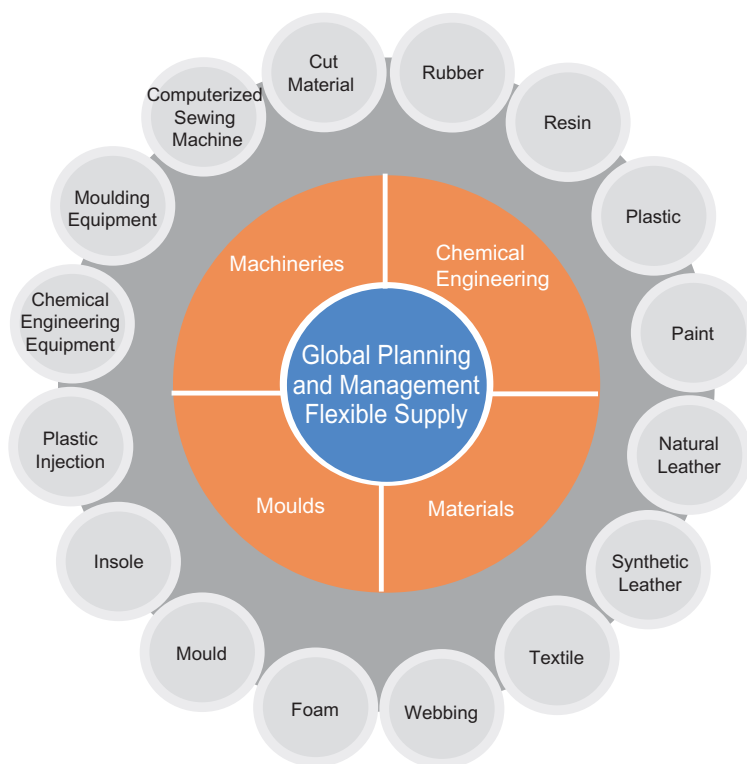 Cut
Material
Rubber
Computerized
Sewing
Machine
Resin
Moulding
Equipment
Plastic
Machineries
Chemical
Engineering
Chemical
Engineering
Equipment
Paint
Global Planning
and Management
Flexible Supply
Plastic
Injection
Natural
Leather
Moulds
Materials
Insole
Synthetic
Leather
Mould
Textile
Foam
Webbing